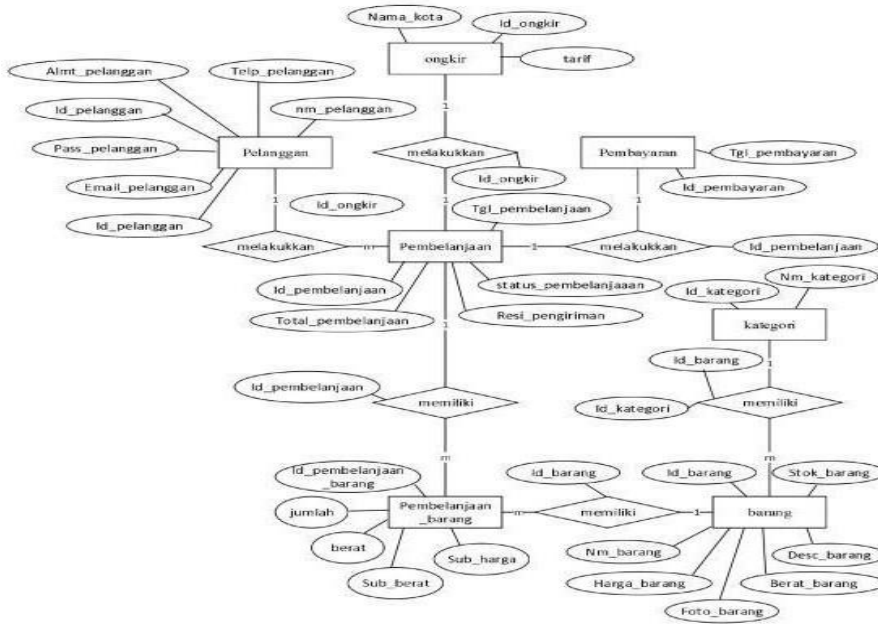 Nama_kota
Id_ongkir
ongkir
tarif
Almt_pelanggan
Telp_pelanggan
Id_pelanggan
nm_pelanggan
Pass_pelanggan
Pelanggan
Email_pelanggan
Id_pelanggan
1
melakukkan
Id_ongkir
Pembayaran
Tgl_pembayaran
Id_pembayaran
1
Id_ongkir
1
1
Tgl_pembelanjaan
melakukkan
m
Pembelanjaan
1
melakukkan
Id_pembelanjaan
Id_pembelanjaan
status_pembelanjaaan
Total_pembelanjaan
Resi_pengiriman
Id_kategori
Nm_kategori
kategori
1
1
Id_barang
Id_pembelanjaan
memiliki
Id_kategori
memiliki
m
m
Id_pembelanjaan
_barang
Id_barang
Id_barang
Stok_barang
jumlah
Pembelanjaan
_barang
m
memiliki
1
barang
berat
Sub_harga
Sub_berat
Nm_barang
Desc_barang
Harga_barang
Berat_barang
Foto_barang